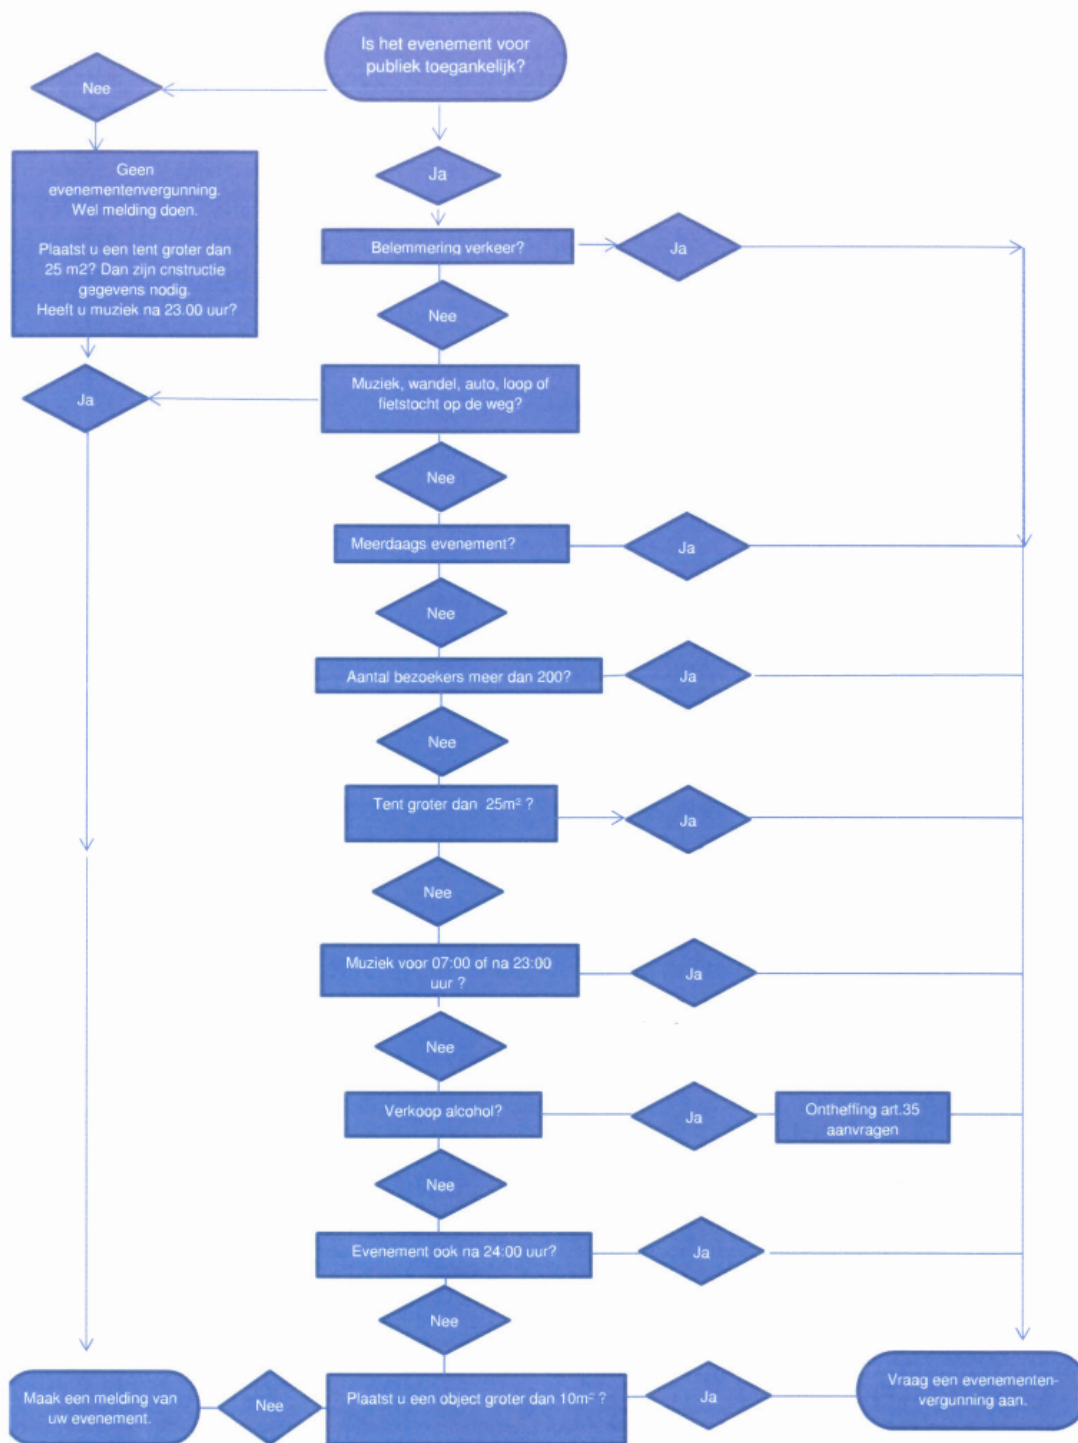 Is het evenement voor
publiek toegankelijk?
Nee
Ja
Geen
evenementenvergunning.
Wel melding doen.
Plaatst u een tent groter dan
25 m2? Dan zijn cnstructie
gegevens nodig.
Heeft u muziek na 23.00 uur?
Belemmering verkeer?
Ja
Nee
Muziek, wandel, auto, loop of
fietstocht op de weg?
Ja
Nee
Meerdaags evenement?
Ja
Nee
Aantal bezoekers meer dan 200?
Ja
Nee
Tent groter dan 25m² ?
Ja
Nee
Muziek voor 07:00 of na 23:00
uur ?
Ja
Nee
Verkoop alcohol?
Ja
Ontheffing art.35
aanvragen
Nee
Evenement ook na 24:00 uur?
Ja
Nee
Maak een melding van
uw evenement.
Nee
Plaatst u een object groter dan 10m² ?
Ja
Vraag een evenementen-
vergunning aan.